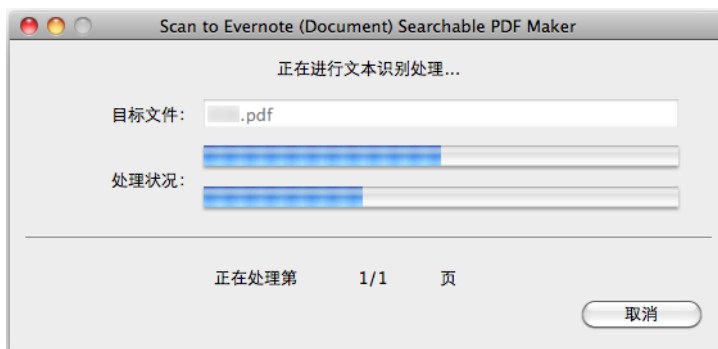 Scan to Evernote (Document) Searchable PDF Maker
正在进行文本识别处理...
目标文件: .pdf
处理状况:
正在处理第 1/1 页
取消